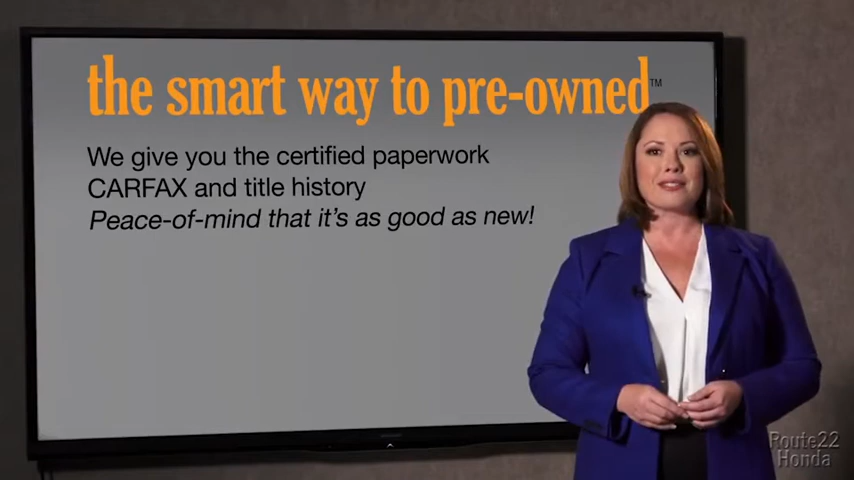 the smart way to pre-owned™
We give you the certified paperwork
CARFAX and title history
Peace-of-mind that it's as good as new!
Route22
Honda